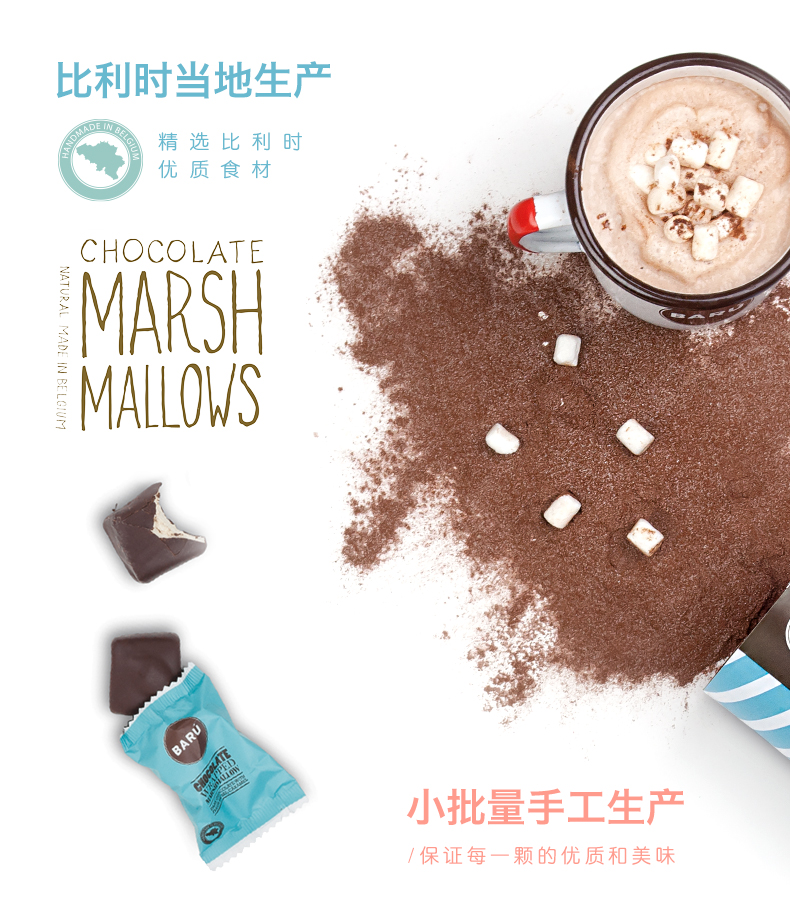 比利时当地生产
HANDMADE IN BELGIUM
精选比利时
优质食材
CHOCOLATE
MARSH
MALLOWS
NATURAL MADE IN BELGIUM
BARÚ
BARÚ
CHOCOLATE
WRAPPED
MARSHMALLOW
小批量手工生产
/保证每一颗的优质和美味